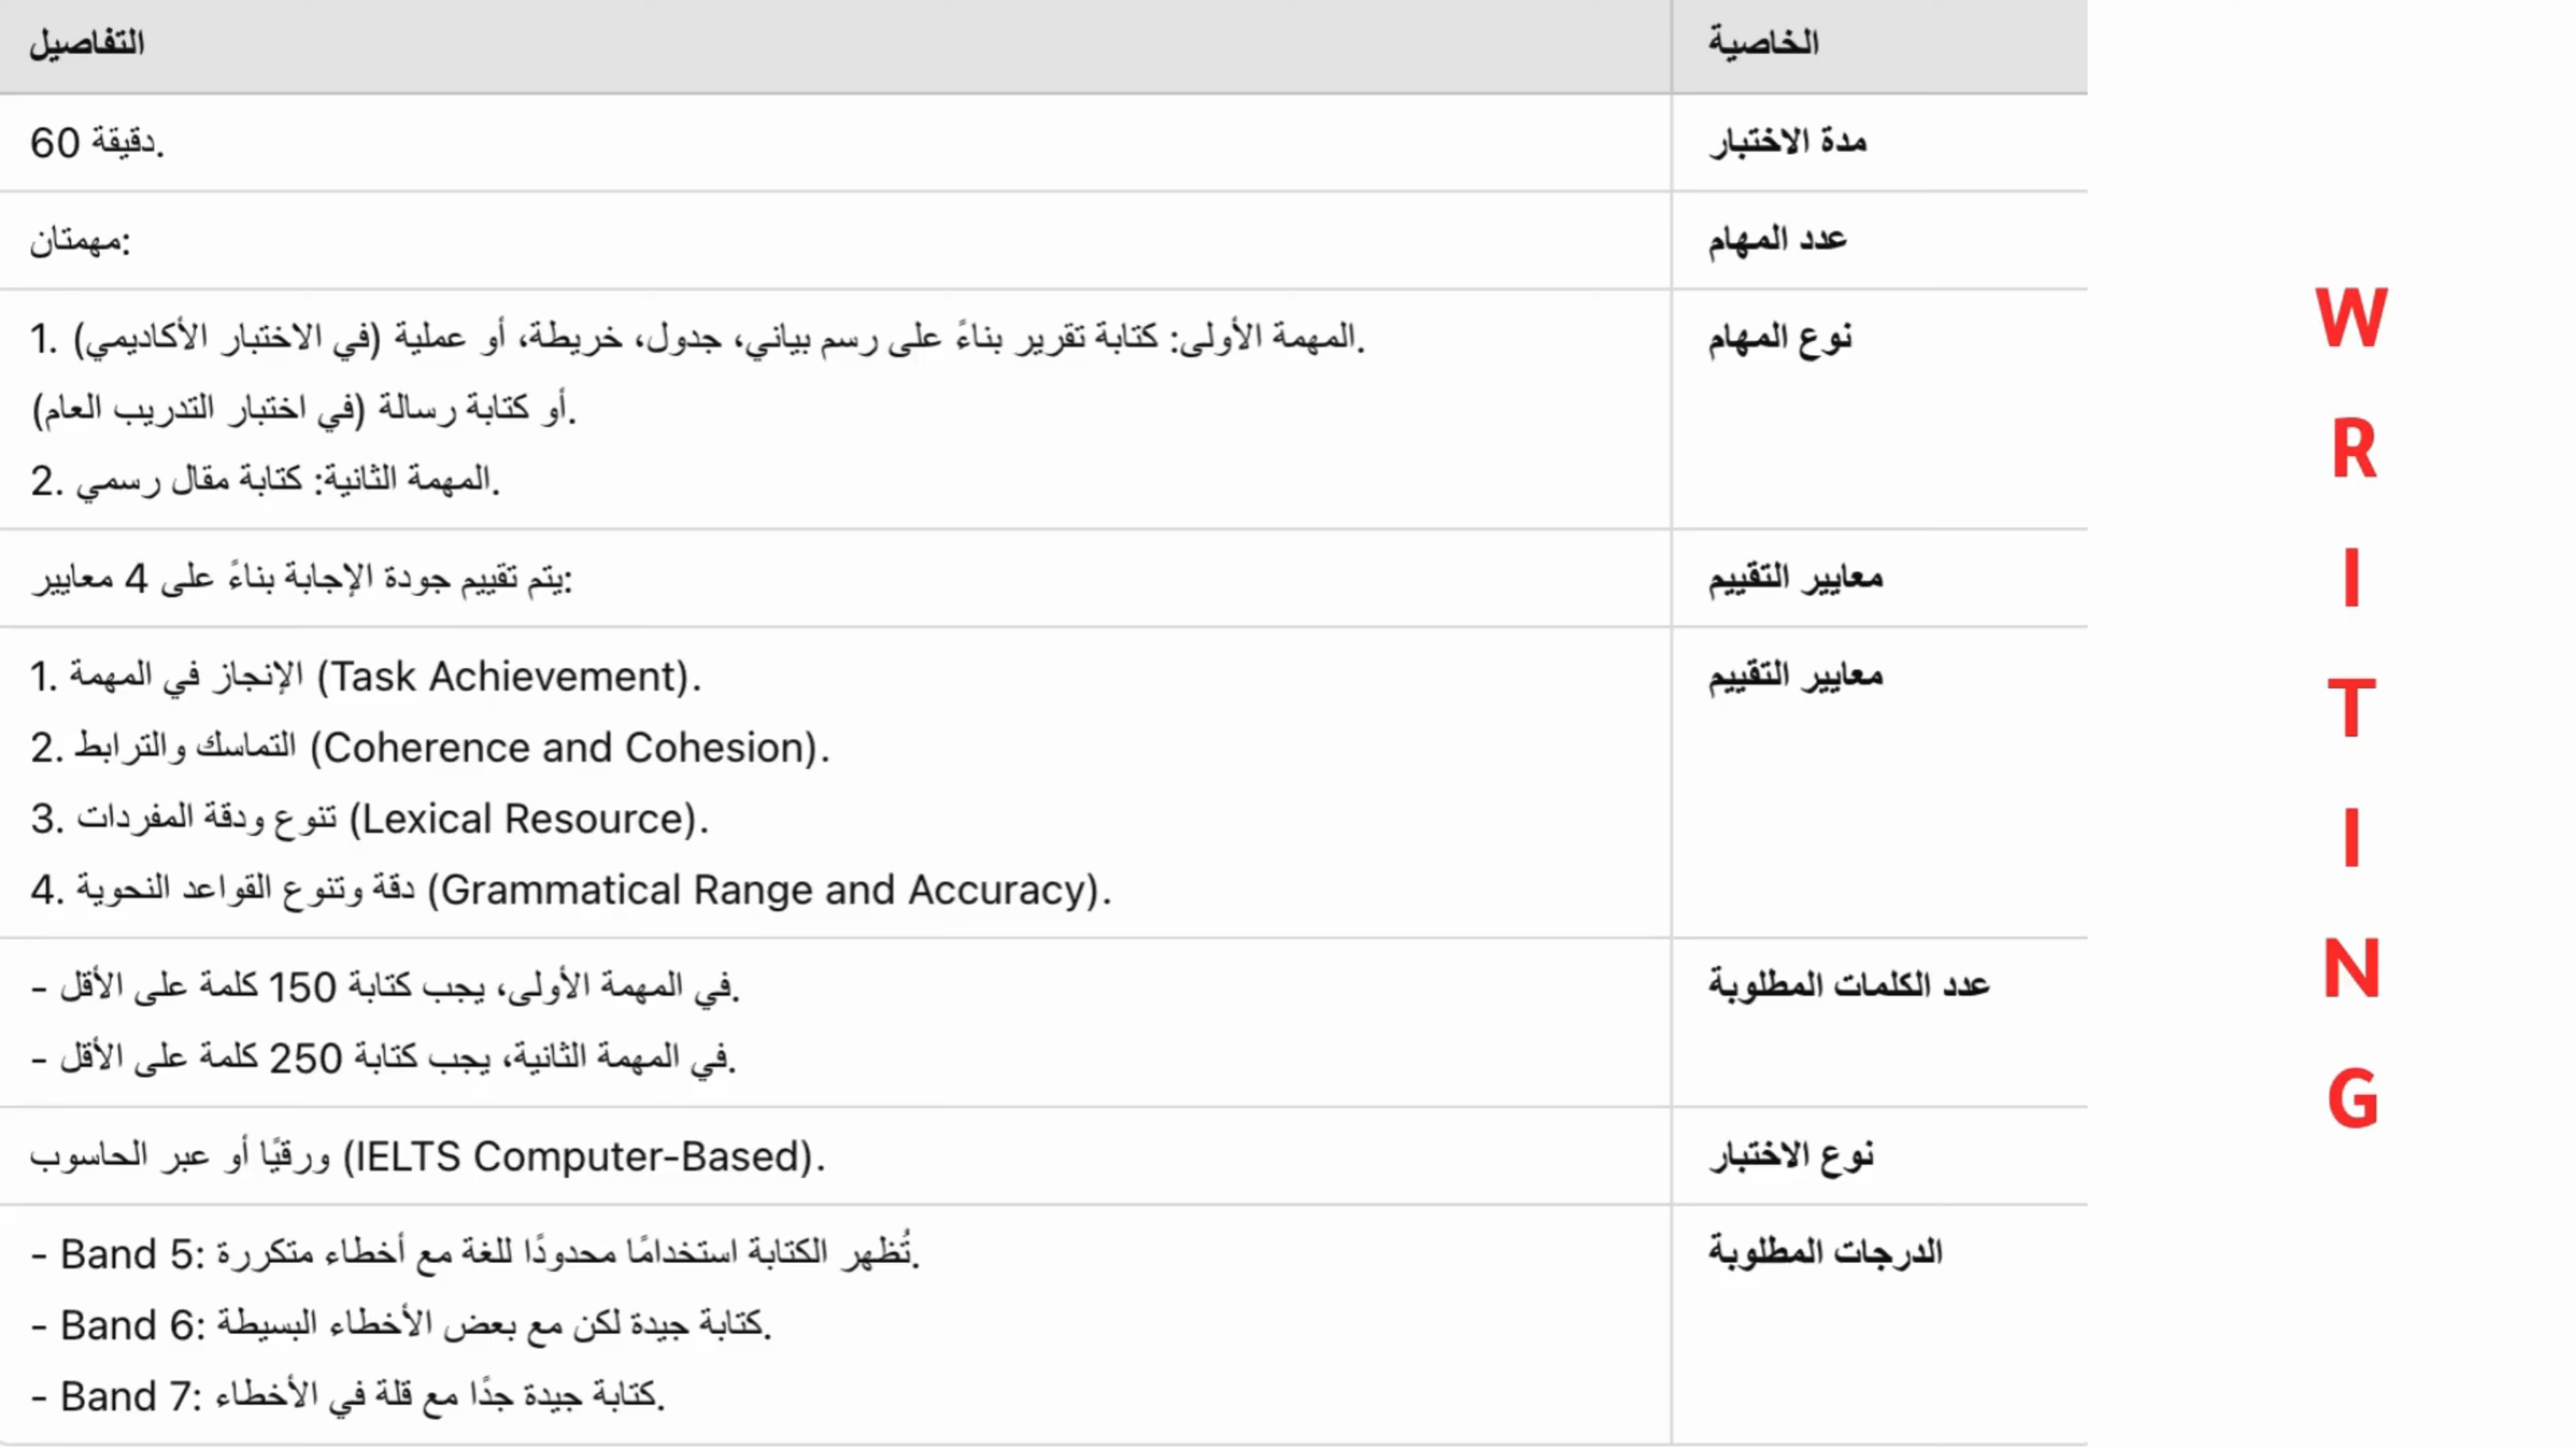 الخاصية
التفاصيل
مدة الاختبار
60 دقيقة.
عدد المهام
مهمتان:
نوع المهام
1. المهمة الأولى: كتابة تقرير بناءً على رسم بياني، جدول، خريطة، أو عملية (في الاختبار الأكاديمي).
أو كتابة رسالة (في اختبار التدريب العام).
2. المهمة الثانية: كتابة مقال رسمي.
معايير التقييم
يتم تقييم جودة الإجابة بناءً على 4 معايير:
معايير التقييم
1. الإنجاز في المهمة (Task Achievement).
2. التماسك والترابط (Coherence and Cohesion).
3. تنوع ودقة المفردات (Lexical Resource).
4. دقة وتنوع القواعد النحوية (Grammatical Range and Accuracy).
عدد الكلمات المطلوبة
- في المهمة الأولى، يجب كتابة 150 كلمة على الأقل.
- في المهمة الثانية، يجب كتابة 250 كلمة على الأقل.
نوع الاختبار
ورقيًا أو عبر الحاسوب (IELTS Computer-Based).
الدرجات المطلوبة
- Band 5: تُظهر الكتابة استخدامًا محدودًا للغة مع أخطاء متكررة.
- Band 6: كتابة جيدة لكن مع بعض الأخطاء البسيطة.
- Band 7: كتابة جيدة جدًا مع قلة في الأخطاء.
W
R
I
T
I
N
G